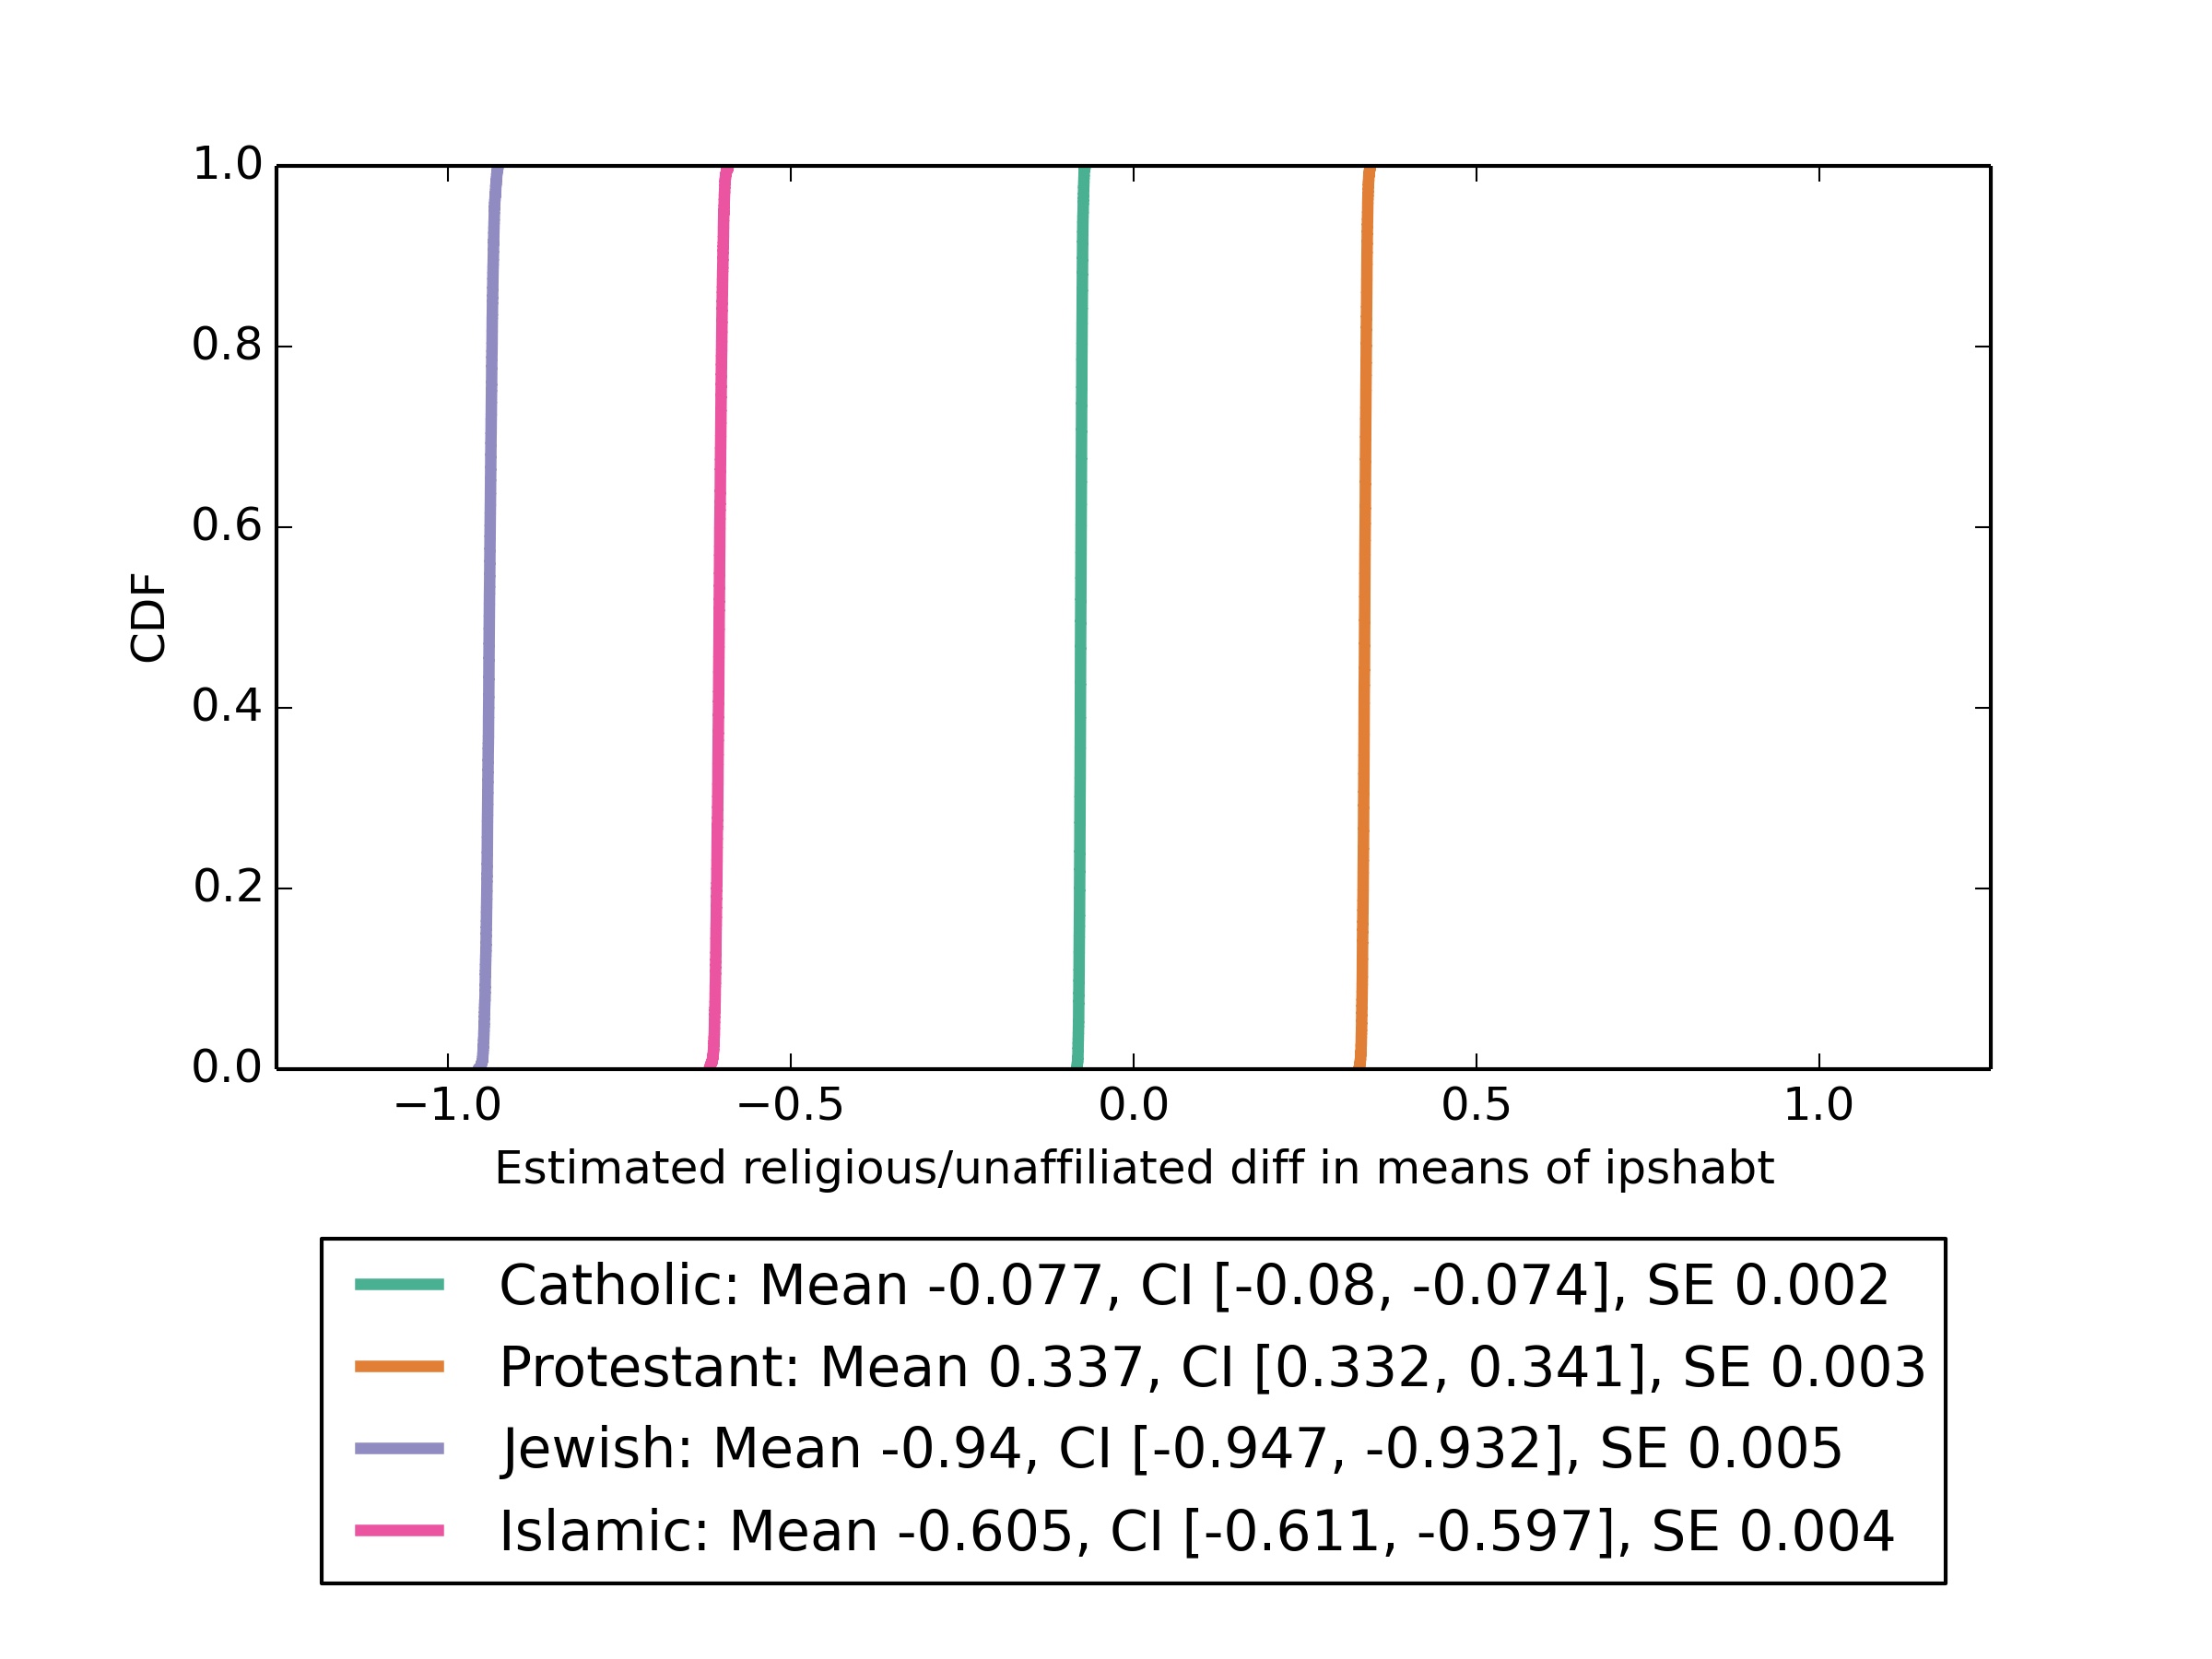 1.0
0.8
0.6
0.4
0.2
0.0
CDF
−1.0 −0.5 0.0 0.5 1.0
Estimated religious/unaffiliated diff in means of ipshabt
Catholic: Mean -0.077, CI [-0.08, -0.074], SE 0.002
Protestant: Mean 0.337, CI [0.332, 0.341], SE 0.003
Jewish: Mean -0.94, CI [-0.947, -0.932], SE 0.005
Islamic: Mean -0.605, CI [-0.611, -0.597], SE 0.004